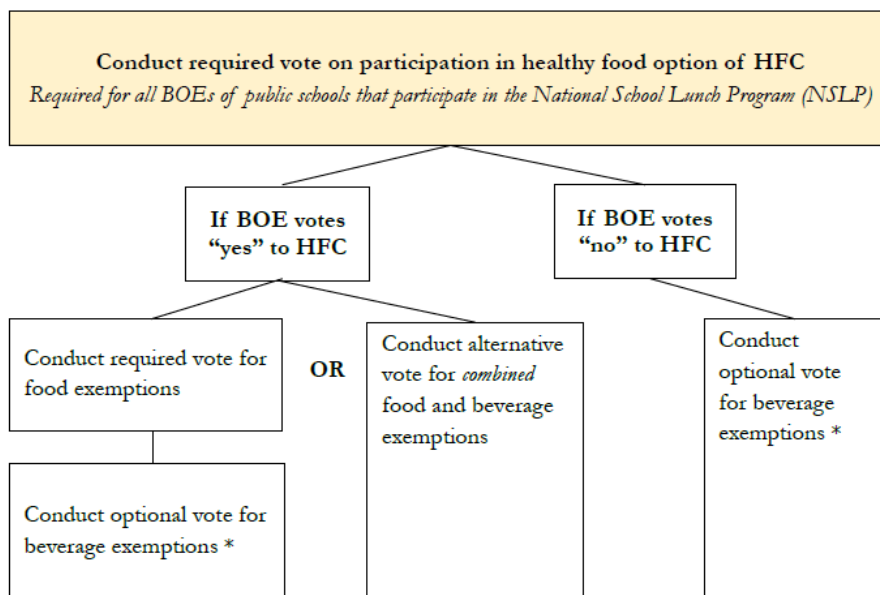 Conduct required vote on participation in healthy food option of HFC
Required for all BOEs of public schools that participate in the National School Lunch Program (NSLP)
If BOE votes
“yes” to HFC
If BOE votes
“no” to HFC
Conduct required vote for
food exemptions
OR
Conduct alternative
vote for combined
food and beverage
exemptions
Conduct
optional vote
for beverage
exemptions *
Conduct optional vote for
beverage exemptions *